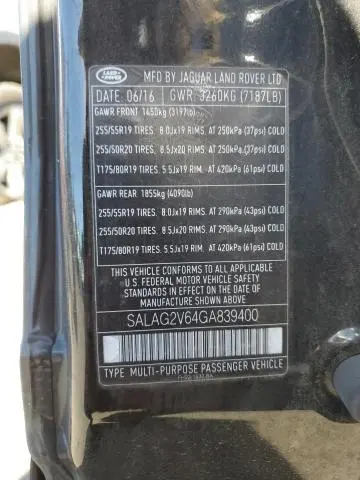 LAND ROVER
MFD BY JAGUAR LAND ROVER LTD
DATE: 06/16 GWR: 3260KG (7187LB)
GAWR FRONT 1450kg (3197lb)
255/55R19 TIRES. 8.0Jx19 RIMS. AT 250kPa (37psi) COLD
255/50R20 TIRES. 8.5Jx20 RIMS. AT 250kPa (37psi) COLD
T175/80R19 TIRES. 5.5Jx19 RIM. AT 420kPa (61psi) COLD
GAWR REAR 1855kg (4090lb)
255/55R19 TIRES. 8.0Jx19 RIMS. AT 290kPa (43psi) COLD
255/50R20 TIRES. 8.5Jx20 RIMS. AT 290kPa (43psi) COLD
T175/80R19 TIRES. 5.5Jx19 RIM. AT 420kPa (61psi) COLD
THIS VEHICLE CONFORMS TO ALL APPLICABLE
U.S. FEDERAL MOTOR VEHICLE SAFETY
STANDARDS IN EFFECT ON THE DATE OF
MANUFACTURE SHOWN ABOVE
SALAG2V64GA839400
TYPE: MULTI-PURPOSE PASSENGER VEHICLE